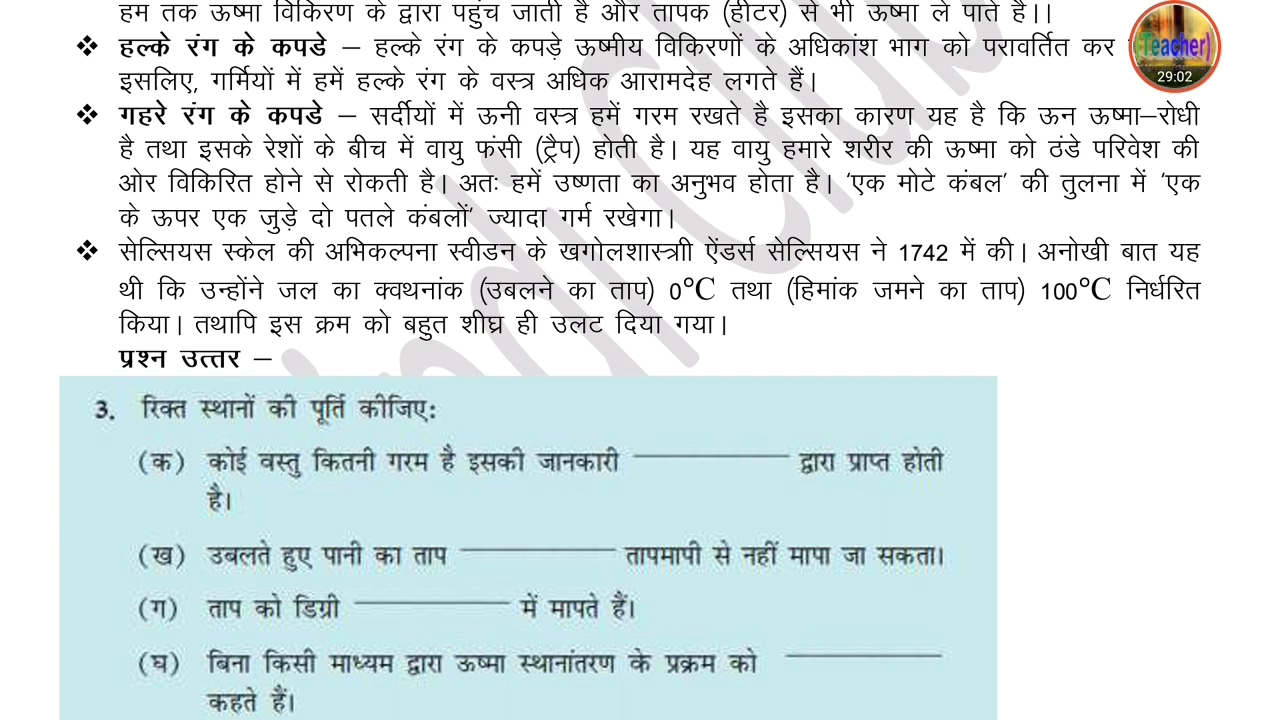 हम तक ऊष्मा विकिरण के द्वारा पहुंच जाती है और तापक (हीटर) से भी ऊष्मा ले पाते है।।
❖ हल्के रंग के कपडे – हल्के रंग के कपड़े ऊष्मीय विकिरणों के अधिकांश भाग को परावर्तित कर
इसलिए, गर्मियों में हमें हल्के रंग के वस्त्र अधिक आरामदेह लगते हैं।
❖ गहरे रंग के कपडे – सर्दीयों में ऊनी वस्त्र हमें गरम रखते है इसका कारण यह है कि ऊन ऊष्मा–रोधी
है तथा इसके रेशों के बीच में वायु फंसी (ट्रैप) होती है। यह वायु हमारे शरीर की ऊष्मा को ठंडे परिवेश की
ओर विकिरित होने से रोकती है। अतः हमें उष्णता का अनुभव होता है। 'एक मोटे कंबल' की तुलना में 'एक
के ऊपर एक जुड़े दो पतले कंबलों' ज्यादा गर्म रखेगा।
❖ सेल्सियस स्केल की अभिकल्पना स्वीडन के खगोलशास्त्राी ऐंडर्स सेल्सियस ने 1742 में की। अनोखी बात यह
थी कि उन्होंने जल का क्वथनांक (उबलने का ताप) 0°C तथा (हिमांक जमने का ताप) 100°C निर्धरित
किया। तथापि इस क्रम को बहुत शीघ्र ही उलट दिया गया।
प्रश्न उत्तर –
3. रिक्त स्थानों की पूर्ति कीजिए:
(क) कोई वस्तु कितनी गरम है इसकी जानकारी ________ द्वारा प्राप्त होती
है।
(ख) उबलते हुए पानी का ताप ________ तापमापी से नहीं मापा जा सकता।
(ग) ताप को डिग्री ________ में मापते हैं।
(घ) बिना किसी माध्यम द्वारा ऊष्मा स्थानांतरण के प्रक्रम को ________
कहते हैं।
Teacher)
29:02